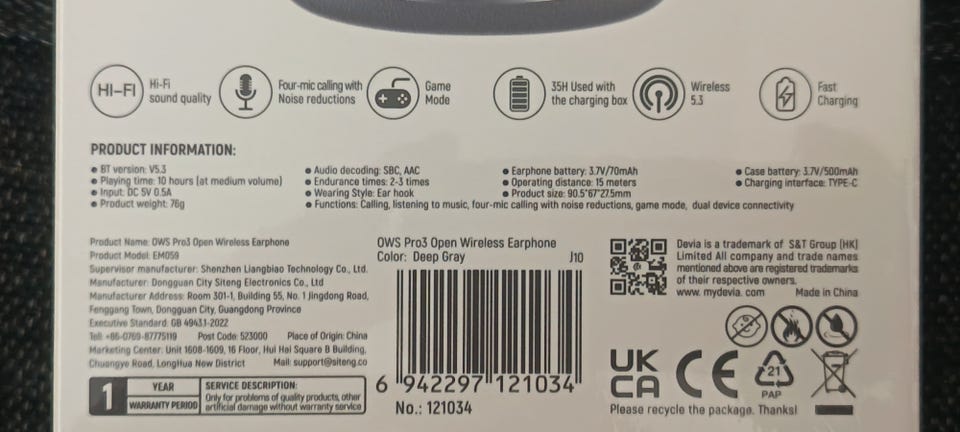 HI-FI Hi-Fi sound quality
Four-mic calling with Noise reductions
Game Mode
35H Used with the charging box
Wireless 5.3
Fast Charging
PRODUCT INFORMATION:
● BT version: V5.3
● Playing time: 10 hours (at medium volume)
● Input: DC 5V 0.5A
● Product weight: 76g
● Audio decoding: SBC, AAC
● Endurance times: 2-3 times
● Wearing Style: Ear hook
● Functions: Calling, listening to music, four-mic calling with noise reductions, game mode, dual device connectivity
● Earphone battery: 3.7V/70mAh
● Operating distance: 15 meters
● Product size: 90.5*67*27.5mm
● Case battery: 3.7V/500mAh
● Charging interface: TYPE-C
Product Name: OWS Pro3 Open Wireless Earphone
Product Model: EM059
Supervisor manufacturer: Shenzhen Liangbiao Technology Co., Ltd.
Manufacturer: Dongguan City Siteng Electronics Co., Ltd
Manufacturer Address: Room 301-1, Building 55, No. 1 Jingdong Road,
Fenggang Town, Dongguan City, Guangdong Province
Executive Standard: GB 4943.1-2022
Tell: +86-0769-87775119 Post Code: 523000 Place of Origin: China
Marketing Center: Unit 1608-1609, 16 Floor, Hui Hai Square B Building,
Chuangye Road, LongHua New District Mail: support@siteng.co
1 YEAR
WARRANTY PERIOD
SERVICE DESCRIPTION:
Only for problems of quality products, other
artificial damage without warranty service
OWS Pro3 Open Wireless Earphone
Color: Deep Gray J10
6 942297 121034
No.: 121034
Devia is a trademark of S&T Group (HK)
Limited All company and trade names
mentioned above are registered trademarks
of their respective owners.
www. mydevia. com Made in China
UK
CA
CE
21
PAP
Please recycle the package. Thanks!